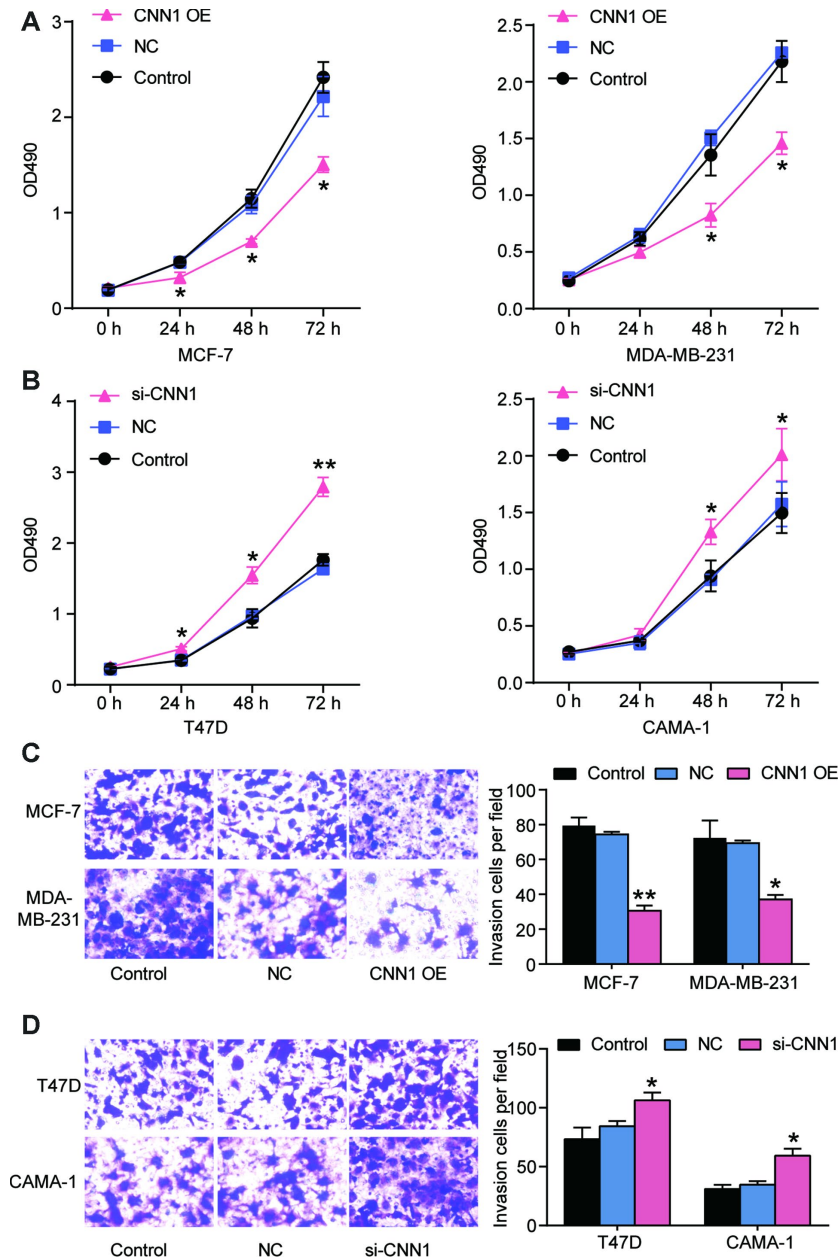 A
CNN1 OE
NC
Control
3
2
1
0
OD490
*
*
*
0 h 24 h 48 h 72 h
MCF-7
CNN1 OE
NC
Control
2.5
2.0
1.5
1.0
0.5
0.0
OD490
*
*
0 h 24 h 48 h 72 h
MDA-MB-231
B
si-CNN1
NC
Control
4
3
2
1
0
OD490
*
*
**
0 h 24 h 48 h 72 h
T47D
si-CNN1
NC
Control
2.5
2.0
1.5
1.0
0.5
0.0
OD490
*
*
0 h 24 h 48 h 72 h
CAMA-1
C
MCF-7
MDA-
MB-231
Control NC CNN1 OE
Control NC CNN1 OE
100
80
60
40
20
0
Invasion cells per field
**
*
MCF-7 MDA-MB-231
D
T47D
CAMA-1
Control NC si-CNN1
Control NC si-CNN1
150
100
50
0
Invasion cells per field
*
*
T47D CAMA-1